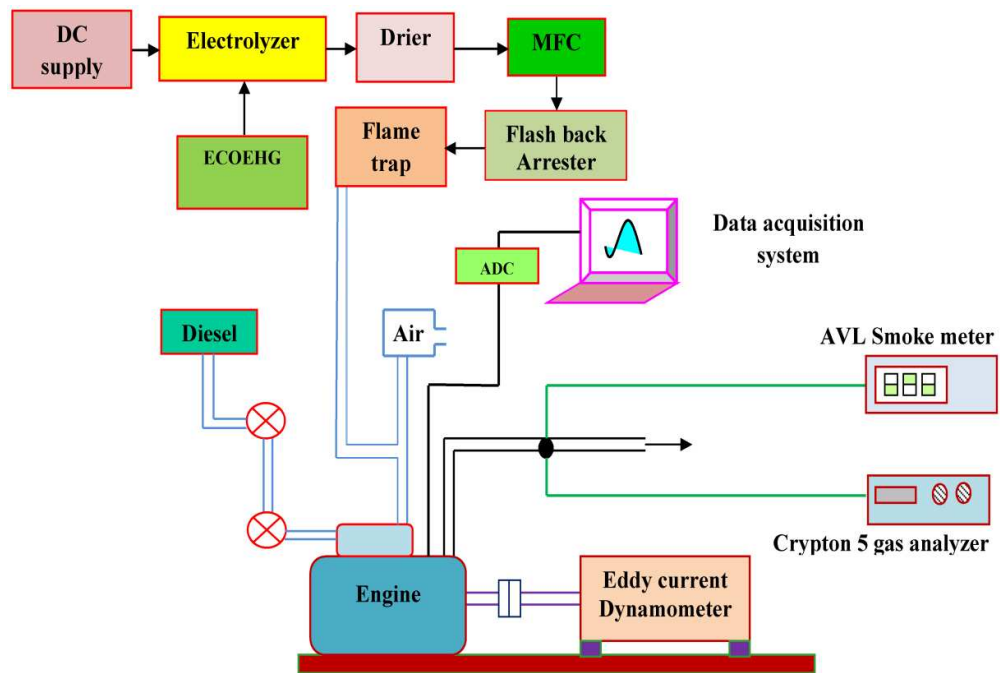 DC
supply
Electrolyzer
Drier
MFC
ECOEHG
Flame
trap
Flash back
Arrester
Data acquisition
system
ADC
Diesel
Air
AVL Smoke meter
Crypton 5 gas analyzer
Engine
Eddy current
Dynamometer